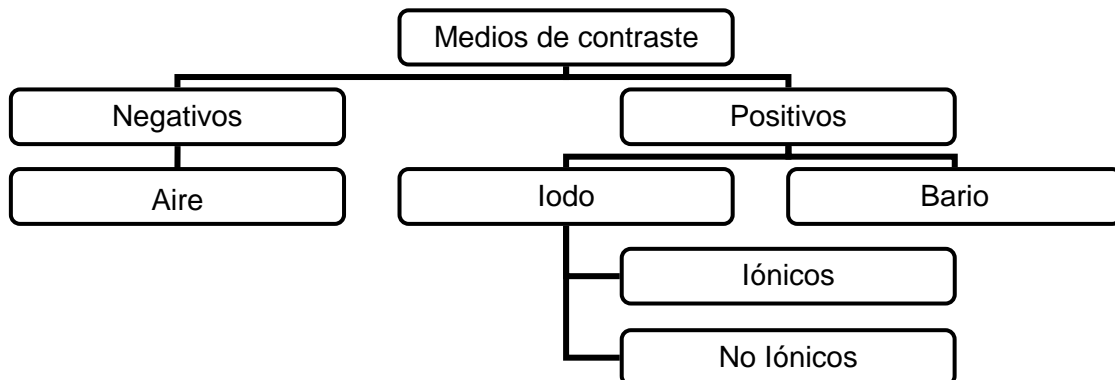 Medios de contraste
Negativos
Positivos
Aire
Iodo
Bario
Iónicos
No Iónicos